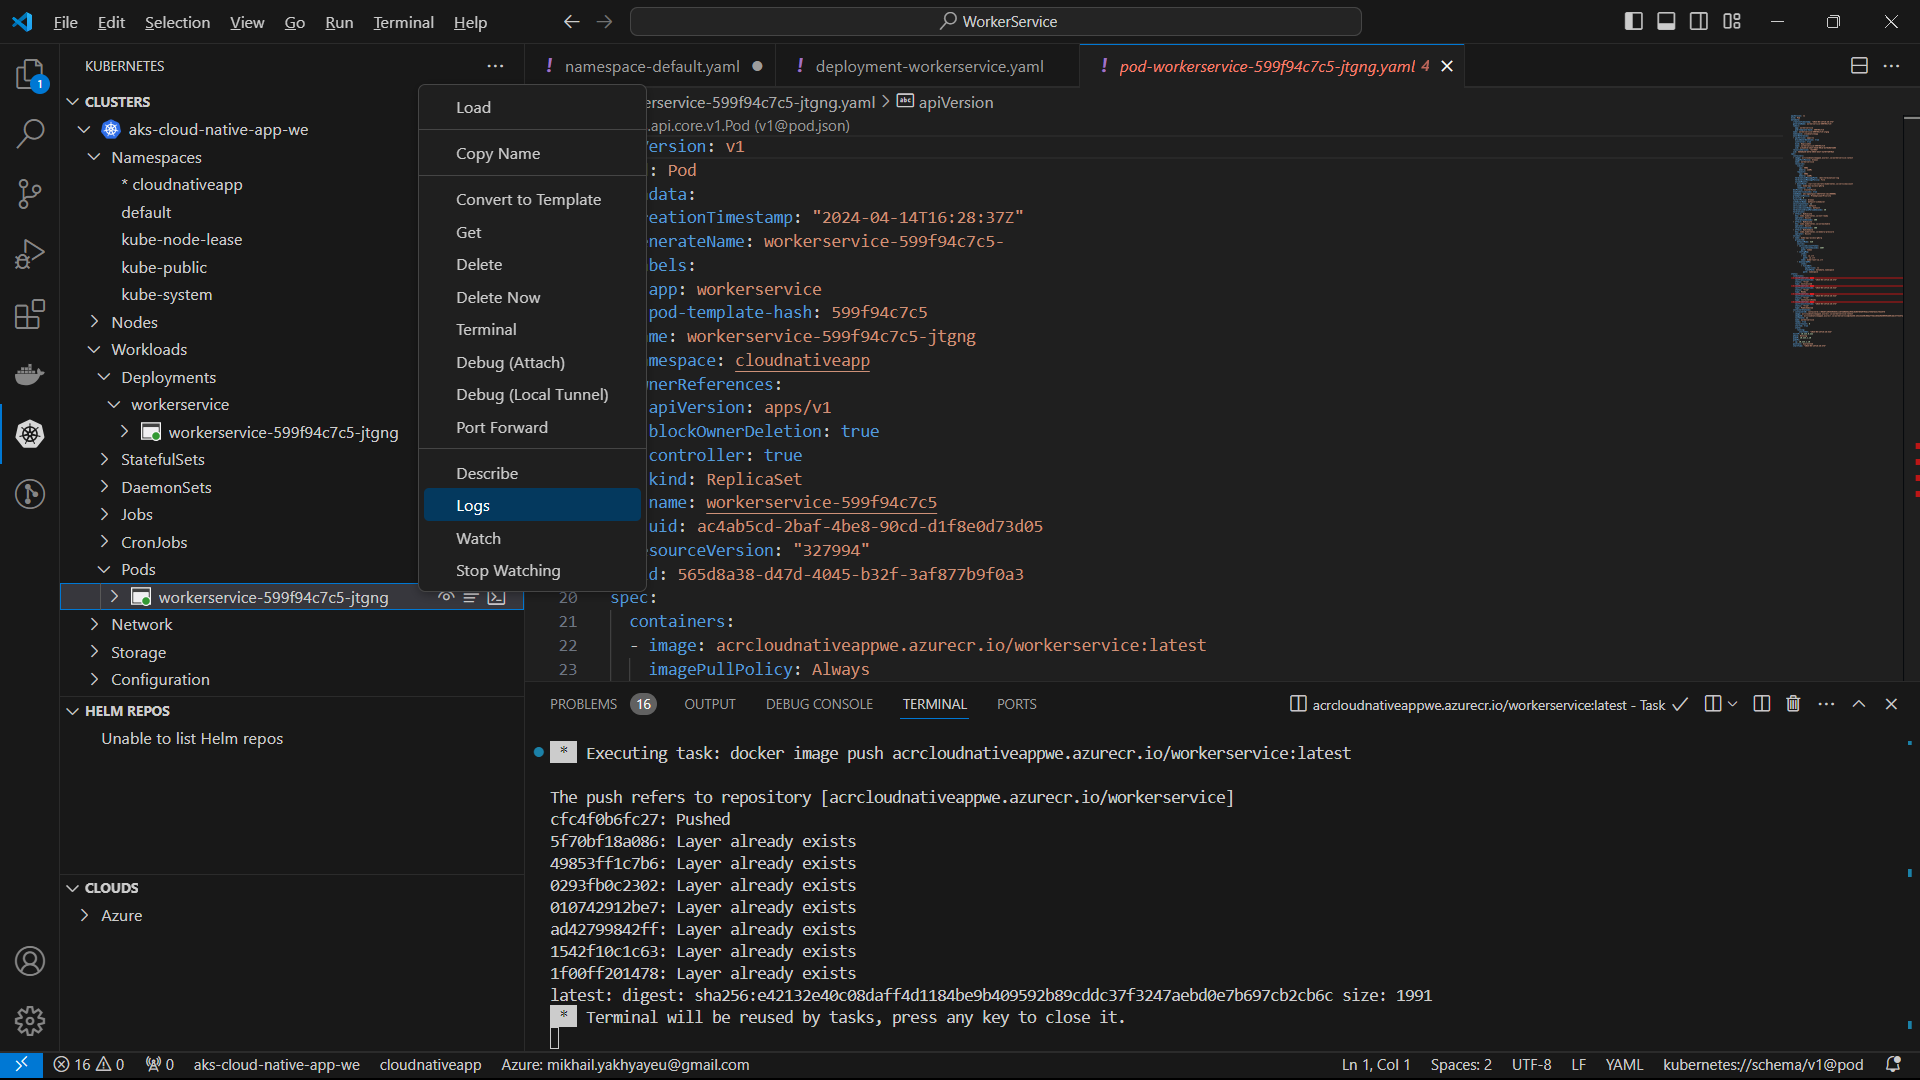 File Edit Selection View Go Run Terminal Help
WorkerService
1
KUBERNETES
CLUSTERS
aks-cloud-native-app-we
Namespaces
* cloudnativeapp
default
kube-node-lease
kube-public
kube-system
Nodes
Workloads
Deployments
workerservice
workerservice-599f94c7c5-jtgng
StatefulSets
DaemonSets
Jobs
CronJobs
Pods
workerservice-599f94c7c5-jtgng
Network
Storage
Configuration
HELM REPOS
Unable to list Helm repos
CLOUDS
Azure
Load
Copy Name
Convert to Template
Get
Delete
Delete Now
Terminal
Debug (Attach)
Debug (Local Tunnel)
Port Forward
Describe
Logs
Watch
Stop Watching
! namespace-default.yaml ! deployment-workerservice.yaml ! pod-workerservice-599f94c7c5-jtgng.yaml 4
erservice-599f94c7c5-jtgng.yaml > abc apiVersion
.api.core.v1.Pod (v1@pod.json)
ersion: v1
: Pod
data:
reationTimestamp: "2024-04-14T16:28:37Z"
nerateName: workerservice-599f94c7c5-
bels:
app: workerservice
pod-template-hash: 599f94c7c5
me: workerservice-599f94c7c5-jtgng
mespace: cloudnativeapp
nerReferences:
apiVersion: apps/v1
blockOwnerDeletion: true
controller: true
kind: ReplicaSet
name: workerservice-599f94c7c5
uid: ac4ab5cd-2baf-4be8-90cd-d1f8e0d73d05
sourceVersion: "327994"
d: 565d8a38-d47d-4045-b32f-3af877b9f0a3
20 spec:
21 containers:
22 - image: acrcloudnativeappwe.azurecr.io/workerservice:latest
23 imagePullPolicy: Always
PROBLEMS 16 OUTPUT DEBUG CONSOLE TERMINAL PORTS
acrcloudnativeappwe.azurecr.io/workerservice:latest - Task
* Executing task: docker image push acrcloudnativeappwe.azurecr.io/workerservice:latest
The push refers to repository [acrcloudnativeappwe.azurecr.io/workerservice]
cfc4f0b6fc27: Pushed
5f70bf18a086: Layer already exists
49853ff1c7b6: Layer already exists
0293fb0c2302: Layer already exists
010742912be7: Layer already exists
ad42799842ff: Layer already exists
1542f10c1c63: Layer already exists
1f00ff201478: Layer already exists
latest: digest: sha256:e42132e40c08daff4d1184be9b409592b89cddc37f3247aebd0e7b697cb2cb6c size: 1991
* Terminal will be reused by tasks, press any key to close it.
16 0 0 aks-cloud-native-app-we cloudnativeapp Azure: mikhail.yakhyayeu@gmail.com Ln 1, Col 1 Spaces: 2 UTF-8 LF YAML kubernetes://schema/v1@pod